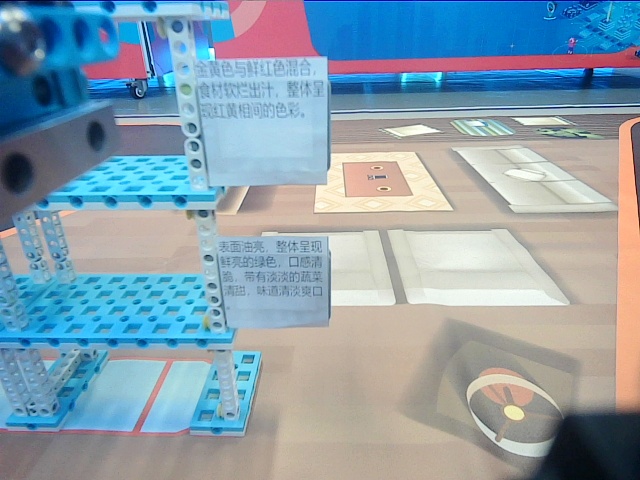 金黄色与鲜红色混合，
食材软烂出汁，整体呈
现红黄相间的色彩。
表面油亮，整体呈现
鲜亮的绿色，口感清
脆，带有淡淡的蔬菜
清甜，味道清淡爽口